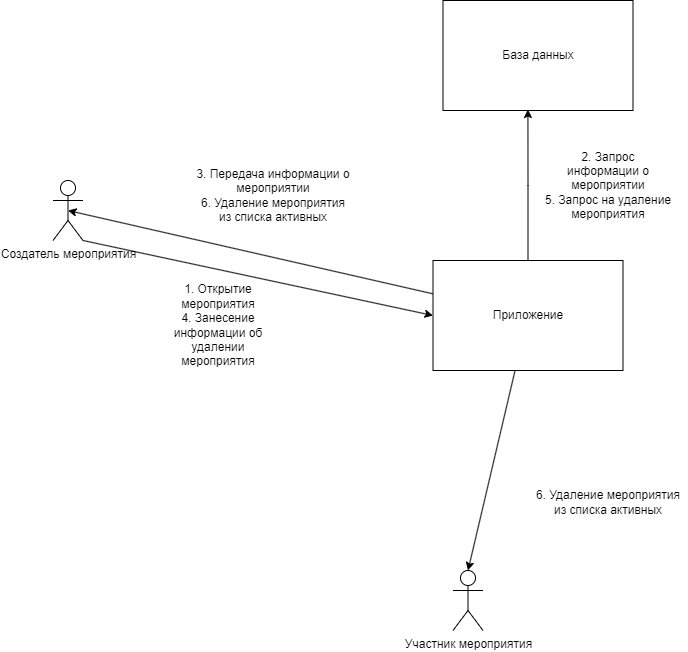 База данных
2. Запрос
информации о
мероприятии
5. Запрос на удаление
мероприятия
3. Передача информации о
мероприятии
6. Удаление мероприятия
из списка активных
Создатель мероприятия
1. Открытие
мероприятия
4. Занесение
информации об
удалении
мероприятия
Приложение
6. Удаление мероприятия
из списка активных
Участник мероприятия